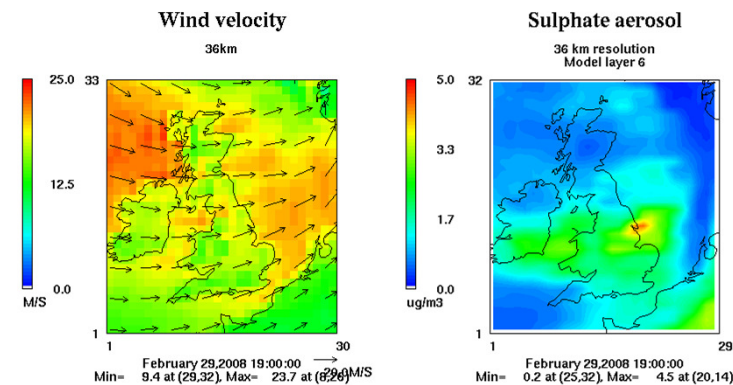 Wind velocity
36km
25.0
12.5
0.0
M/S
33
1
1
30
February 29,2008 19:00:00
29.0M/S
Min= 9.4 at (29,32), Max= 23.7 at
Sulphate aerosol
36 km resolution
Model layer 6
5.0
3.3
1.7
0.0
ug/m3
32
1
1
29
February 29,2008 19:00:00
Min= 0.2 at (25,32), Max= 4.5 at (20,14)